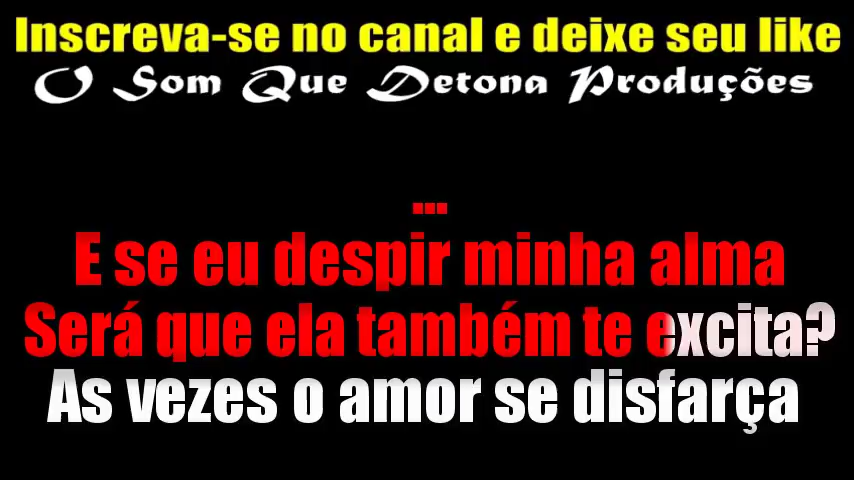 Inscreva-se no canal e deixe seu like
O Som Que Detona Produções
...
E se eu despir minha alma
Será que ela também te excita?
As vezes o amor se disfarça